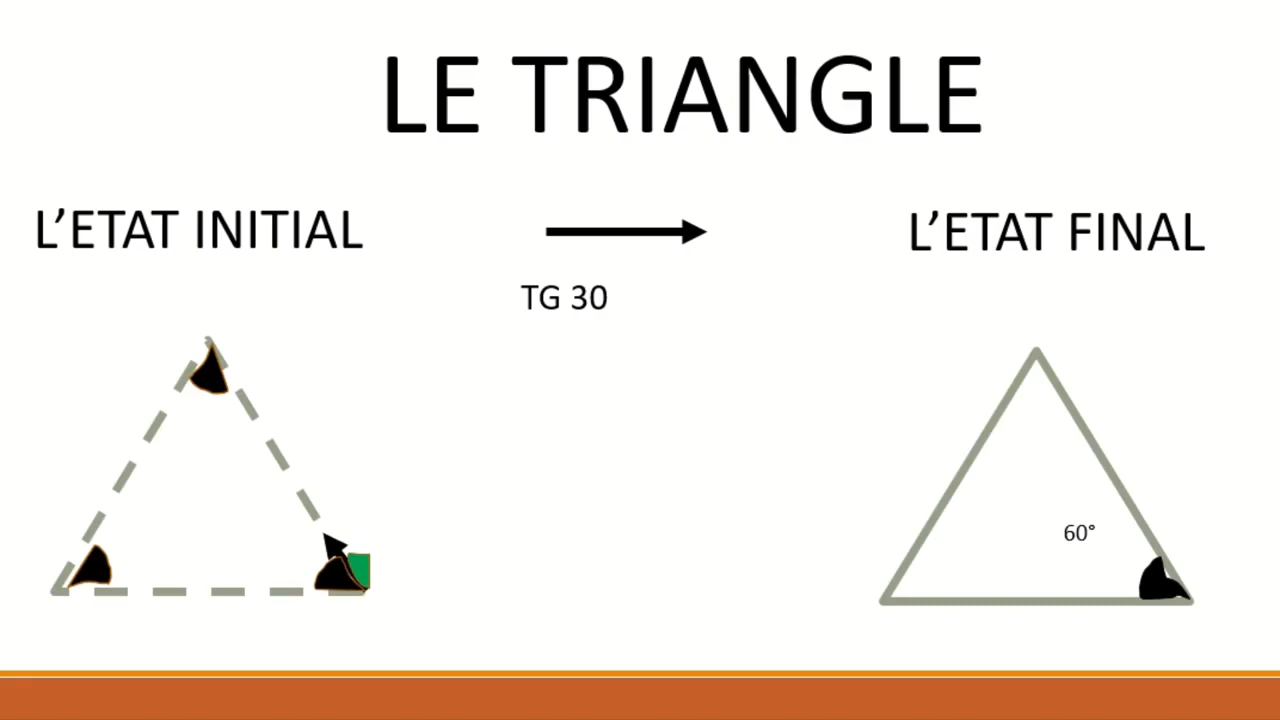 LE TRIANGLE
L’ETAT INITIAL
L’ETAT FINAL
TG 30
60°